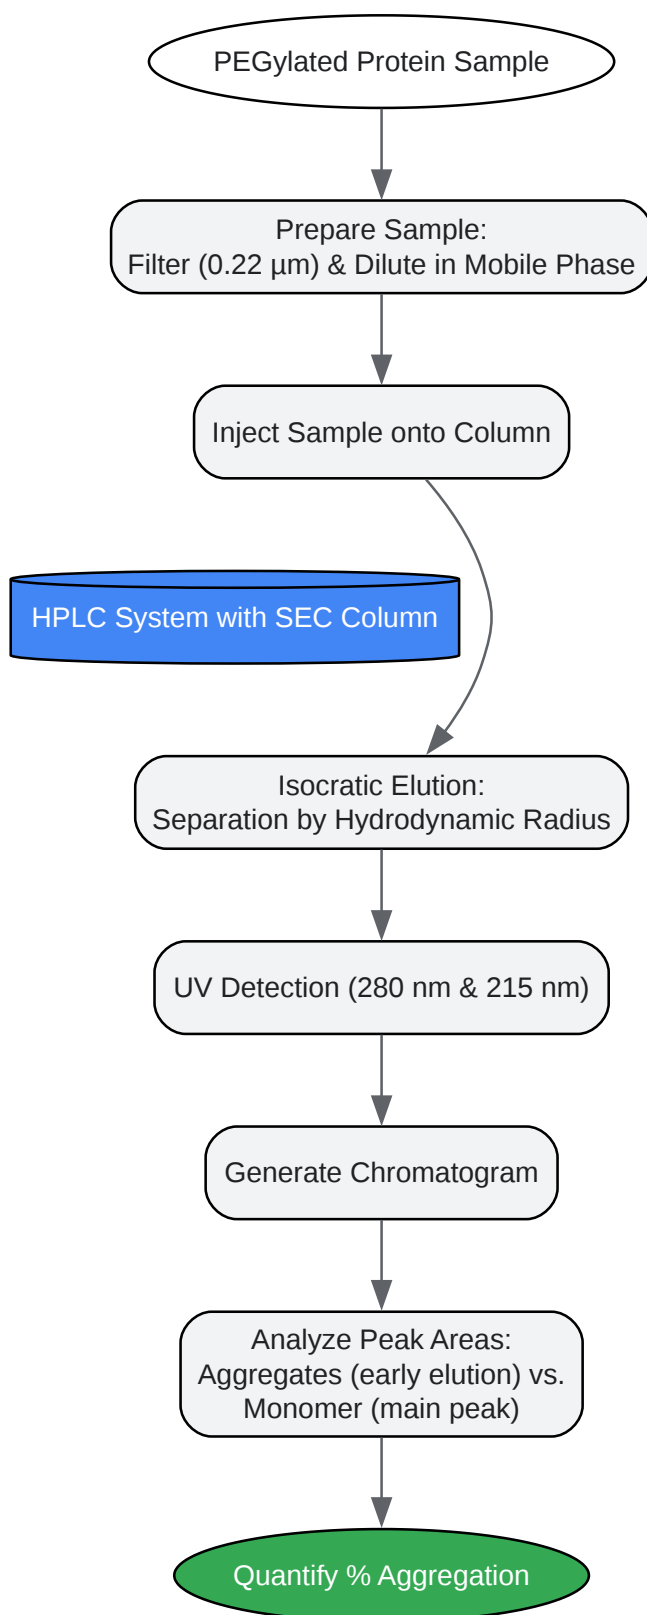 PEGylated Protein Sample
Prepare Sample:
Filter (0.22 µm) & Dilute in Mobile Phase
Inject Sample onto Column
HPLC System with SEC Column
Isocratic Elution:
Separation by Hydrodynamic Radius
UV Detection (280 nm & 215 nm)
Generate Chromatogram
Analyze Peak Areas:
Aggregates (early elution) vs.
Monomer (main peak)
Quantify % Aggregation